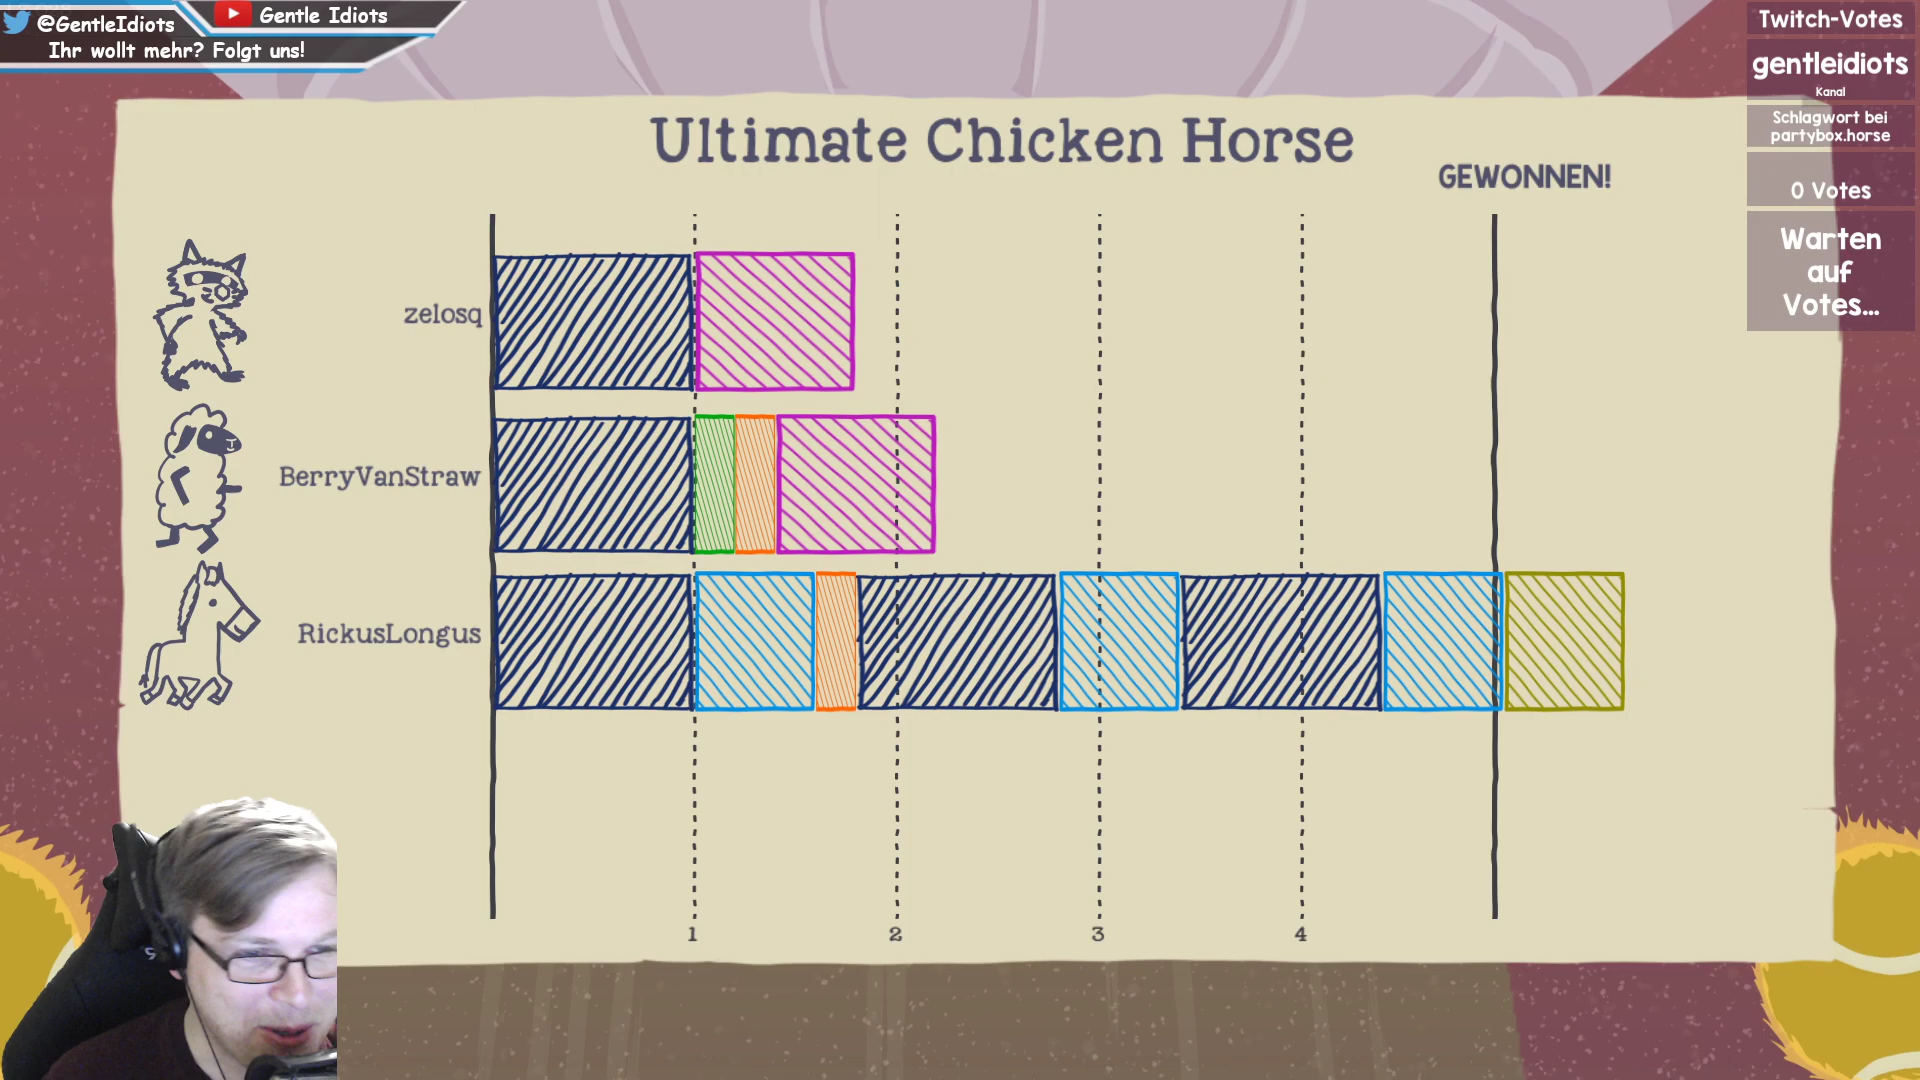 @GentleIdiots
Gentle Idiots
Ihr wollt mehr? Folgt uns!
Ultimate Chicken Horse
GEWONNEN!
zelosq
BerryVanStraw
RickusLongus
1
2
3
4
Twitch-Votes
gentleidiots
Kanal
Schlagwort bei
partybox.horse
0 Votes
Warten
auf
Votes...